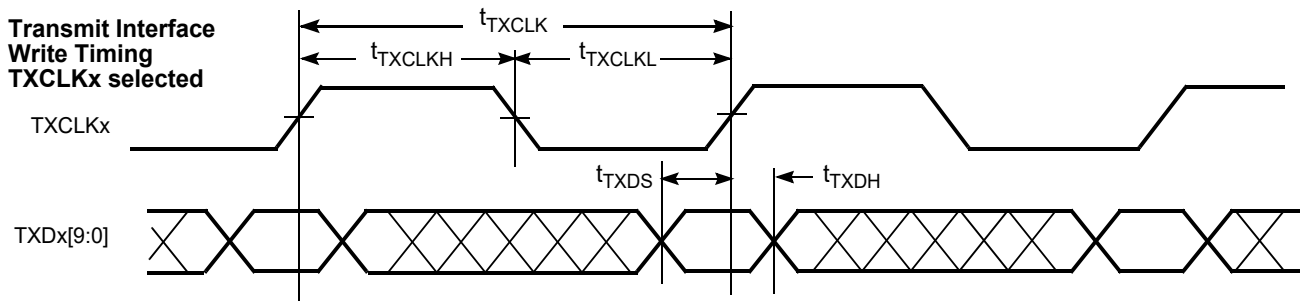 Transmit Interface
Write Timing
TXCLKx selected
tTXCLK
tTXCLKH
tTXCLKL
TXCLKx
tTXDS
tTXDH
TXDx[9:0]